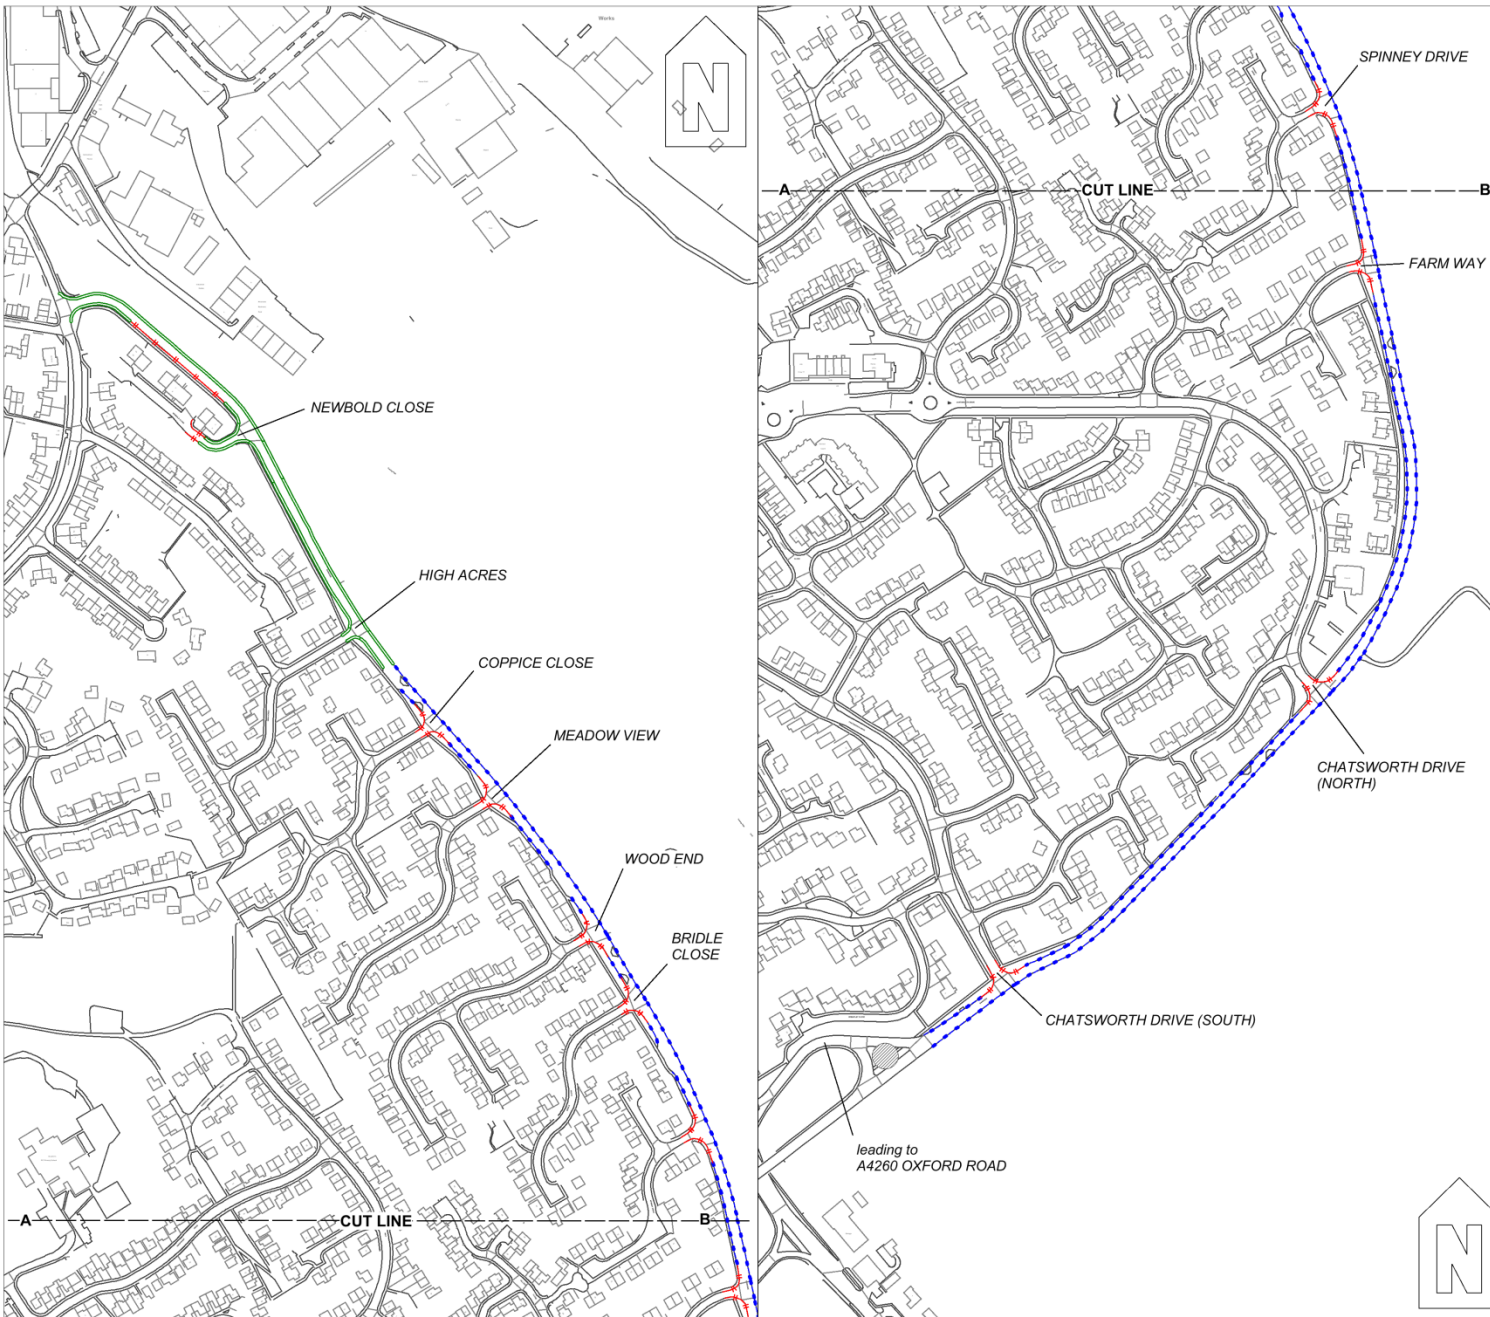 Works
N
NEWBOLD CLOSE
HIGH ACRES
COPPICE CLOSE
MEADOW VIEW
WOOD END
BRIDLE
CLOSE
A
CUT LINE
B
SPINNEY DRIVE
A
CUT LINE
B
FARM WAY
CHATSWORTH DRIVE
(NORTH)
CHATSWORTH DRIVE (SOUTH)
leading to
A4260 OXFORD ROAD
N